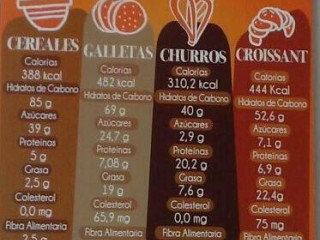 CEREALES
Calorías
388 kcal
Hidratos de Carbono
85 g
Azúcares
39 g
Proteínas
5 g
Grasa
2,5 g
Colesterol
0,0 mg
Fibra Alimentaria
2,5 g
GALLETAS
Calorías
482 kcal
Hidratos de Carbono
69 g
Azúcares
24,7 g
Proteínas
7,08 g
Grasa
19 g
Colesterol
65,9 mg
Fibra Alimentaria
CHURROS
Calorías
310,2 kcal
Hidratos de Carbono
40 g
Azúcares
2,9 g
Proteínas
20,2 g
Grasa
7,6 g
Colesterol
0,0 mg
Fibra Alimentaria
CROISSANT
Calorías
444 Kcal
Hidratos de Carbono
52,6 g
Azúcares
7,1 g
Proteínas
6,9 g
Grasa
22,4g
Colesterol
75 mg
Fibra Alimentaria